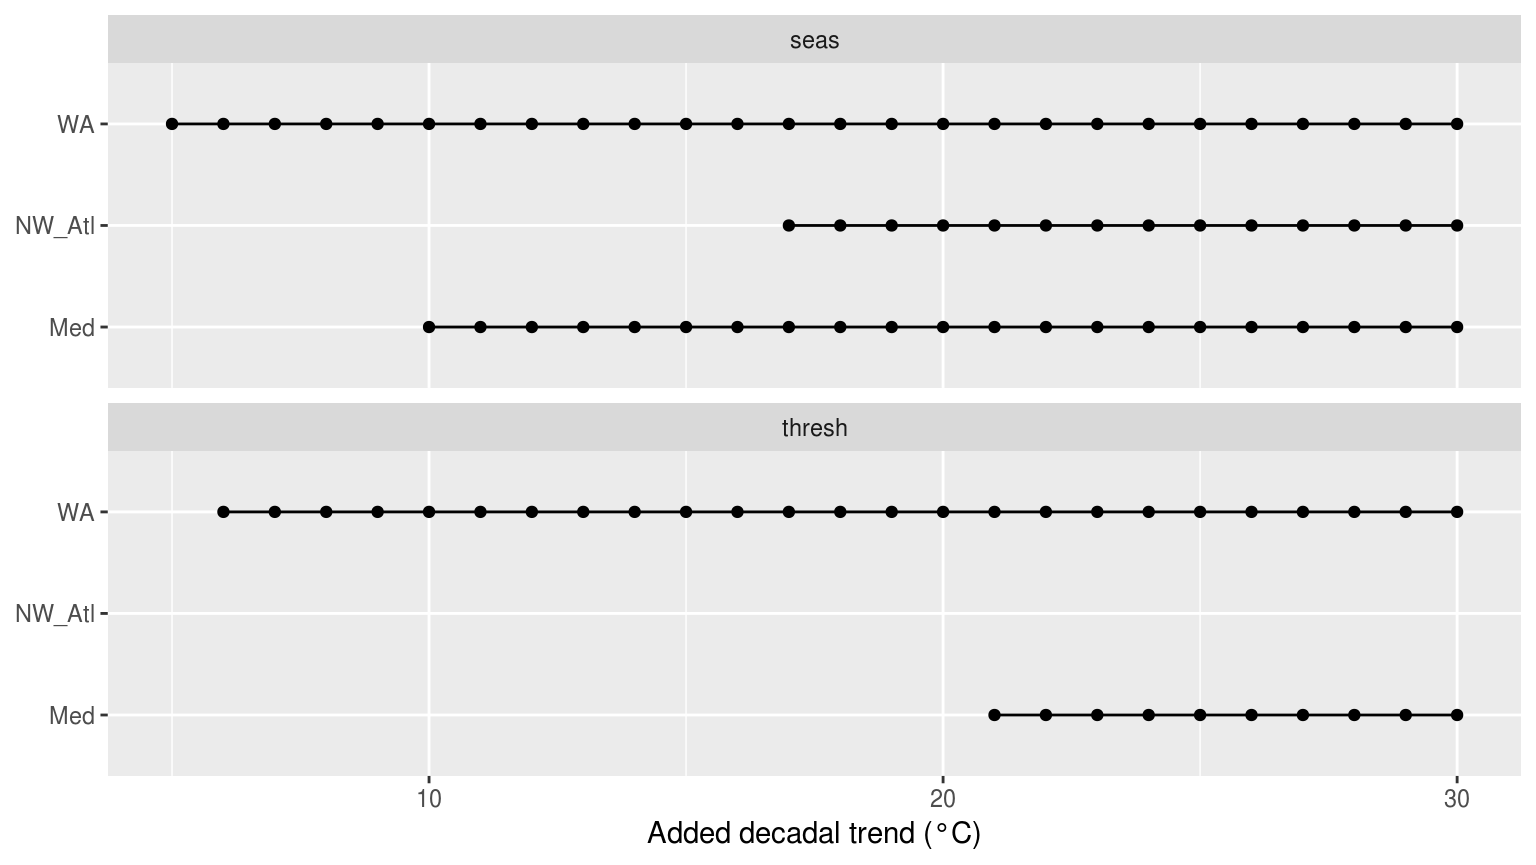 seas
WA
NW_Atl
Med
thresh
WA
NW_Atl
Med
10 20 30
Added decadal trend (°C)